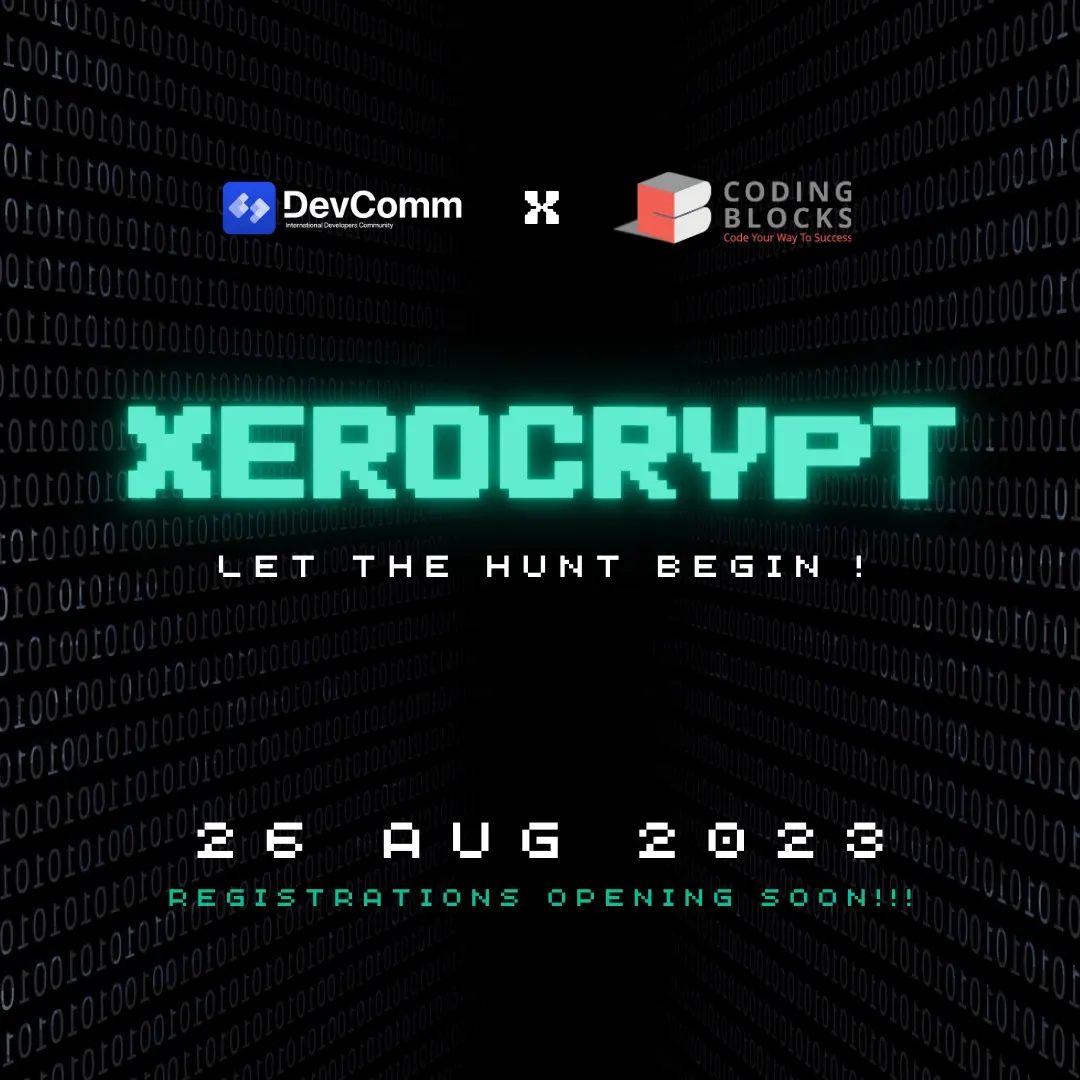 DevComm
International Developers Community
X
CODING
BLOCKS
Code Your Way To Success
XEROCRYPT
LET THE HUNT BEGIN !
26 AUG 2023
REGISTRATIONS OPENING SOON!!!